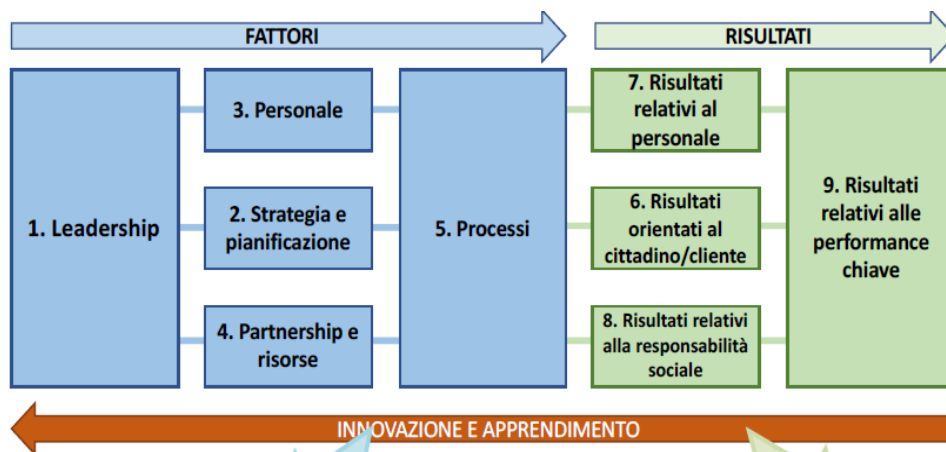 FATTORI
RISULTATI
1. Leadership
3. Personale
2. Strategia e
pianificazione
4. Partnership e
risorse
5. Processi
7. Risultati
relativi al
personale
6. Risultati
orientati al
cittadino/cliente
8. Risultati relativi
alla responsabilità
sociale
9. Risultati
relativi alle
performance
chiave
INNOVAZIONE E APPRENDIMENTO